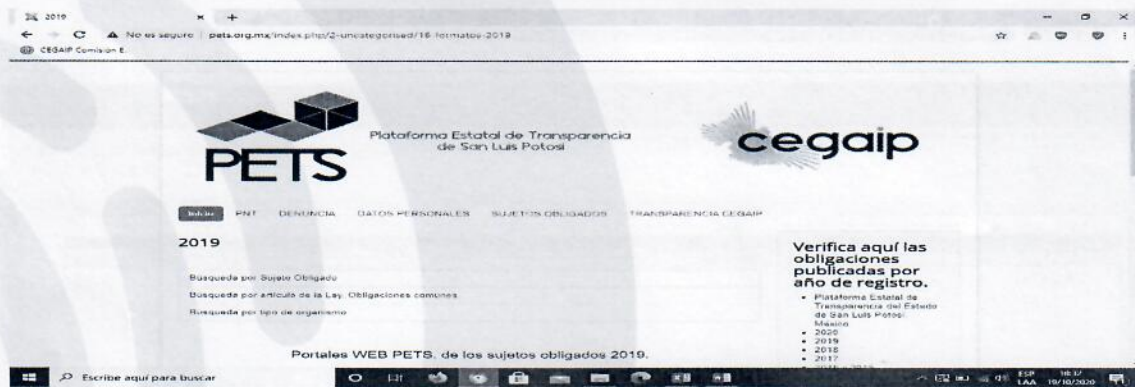 2019
No es seguro | pets.org.mx/index.php/2-uncategorised/16-formatos-2019
CEGAIP Comisión E.
PETS
Plataforma Estatal de Transparencia
de San Luis Potosí
cegaip
Inicio PNT DENUNCIA DATOS PERSONALES SUJETOS OBLIGADOS TRANSPARENCIA CEGAIP
2019
Búsqueda por Sujeto Obligado
Búsqueda por artículo de la Ley. Obligaciones comunes
Búsqueda por tipo de organismo
Portales WEB PETS, de los sujetos obligados 2019.
Verifica aquí las
obligaciones
publicadas por
año de registro.
Plataforma Estatal de
Transparencia del Estado
de San Luis Potosí
México
2020
2019
2018
2017
Escribe aquí para buscar
ESP
LAA
19/10/2020